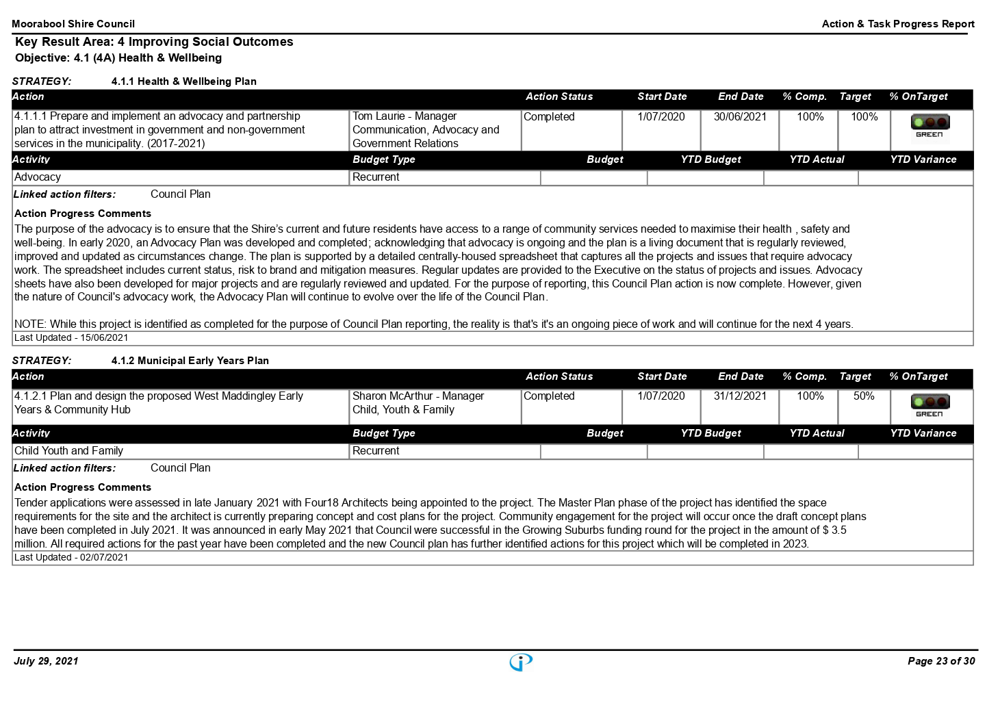 Moorabool Shire Council Action & Task Progress Report
Key Result Area: 4 Improving Social Outcomes
Objective: 4.1 (4A) Health & Wellbeing
STRATEGY: 4.1.1 Health & Wellbeing Plan
Action Action Status Start Date End Date % Comp. Target % OnTarget
4.1.1.1 Prepare and implement an advocacy and partnership Tom Laurie - Manager Completed 1/07/2020 30/06/2021 100% 100%
plan to attract investment in government and non-government Communication, Advocacy and GREEN
services in the municipality. (2017-2021) Government Relations
Activity Budget Type Budget YTD Budget YTD Actual YTD Variance
Advocacy Recurrent
Linked action filters: Council Plan
Action Progress Comments
The purpose of the advocacy is to ensure that the Shire’s current and future residents have access to a range of community services needed to maximise their health , safety and
well-being. In early 2020, an Advocacy Plan was developed and completed; acknowledging that advocacy is ongoing and the plan is a living document that is regularly reviewed,
improved and updated as circumstances change. The plan is supported by a detailed centrally-housed spreadsheet that captures all the projects and issues that require advocacy
work. The spreadsheet includes current status, risk to brand and mitigation measures. Regular updates are provided to the Executive on the status of projects and issues. Advocacy
sheets have also been developed for major projects and are regularly reviewed and updated. For the purpose of reporting, this Council Plan action is now complete. However, given
the nature of Council's advocacy work, the Advocacy Plan will continue to evolve over the life of the Council Plan.
NOTE: While this project is identified as completed for the purpose of Council Plan reporting, the reality is that's it's an ongoing piece of work and will continue for the next 4 years.
Last Updated - 15/06/2021
STRATEGY: 4.1.2 Municipal Early Years Plan
Action Action Status Start Date End Date % Comp. Target % OnTarget
4.1.2.1 Plan and design the proposed West Maddingley Early Sharon McArthur - Manager Completed 1/07/2020 31/12/2021 100% 50%
Years & Community Hub Child, Youth & Family GREEN
Activity Budget Type Budget YTD Budget YTD Actual YTD Variance
Child Youth and Family Recurrent
Linked action filters: Council Plan
Action Progress Comments
Tender applications were assessed in late January 2021 with Four18 Architects being appointed to the project. The Master Plan phase of the project has identified the space
requirements for the site and the architect is currently preparing concept and cost plans for the project. Community engagement for the project will occur once the draft concept plans
have been completed in July 2021. It was announced in early May 2021 that Council were successful in the Growing Suburbs funding round for the project in the amount of $ 3.5
million. All required actions for the past year have been completed and the new Council plan has further identified actions for this project which will be completed in 2023.
Last Updated - 02/07/2021
July 29, 2021 Page 23 of 30